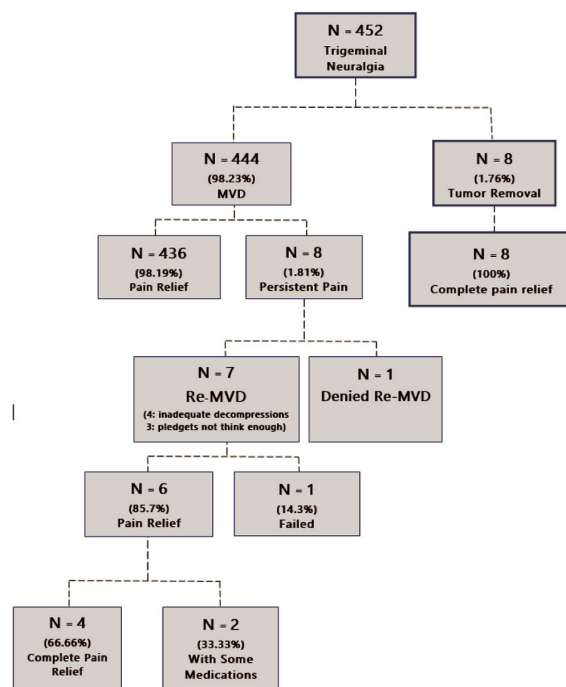 N = 452
Trigeminal
Neuralgia
N = 444
(98.23%)
MVD
N = 8
(1.76%)
Tumor Removal
N = 436
(98.19%)
Pain Relief
N = 8
(1.81%)
Persistent Pain
N = 8
(100%)
Complete pain relief
N = 7
Re-MVD
(4: inadequate decompressions
3: pledgets not think enough)
N = 1
Denied Re-MVD
N = 6
(85.7%)
Pain Relief
N = 1
(14.3%)
Failed
N = 4
(66.66%)
Complete Pain
Relief
N = 2
(33.33%)
With Some
Medications